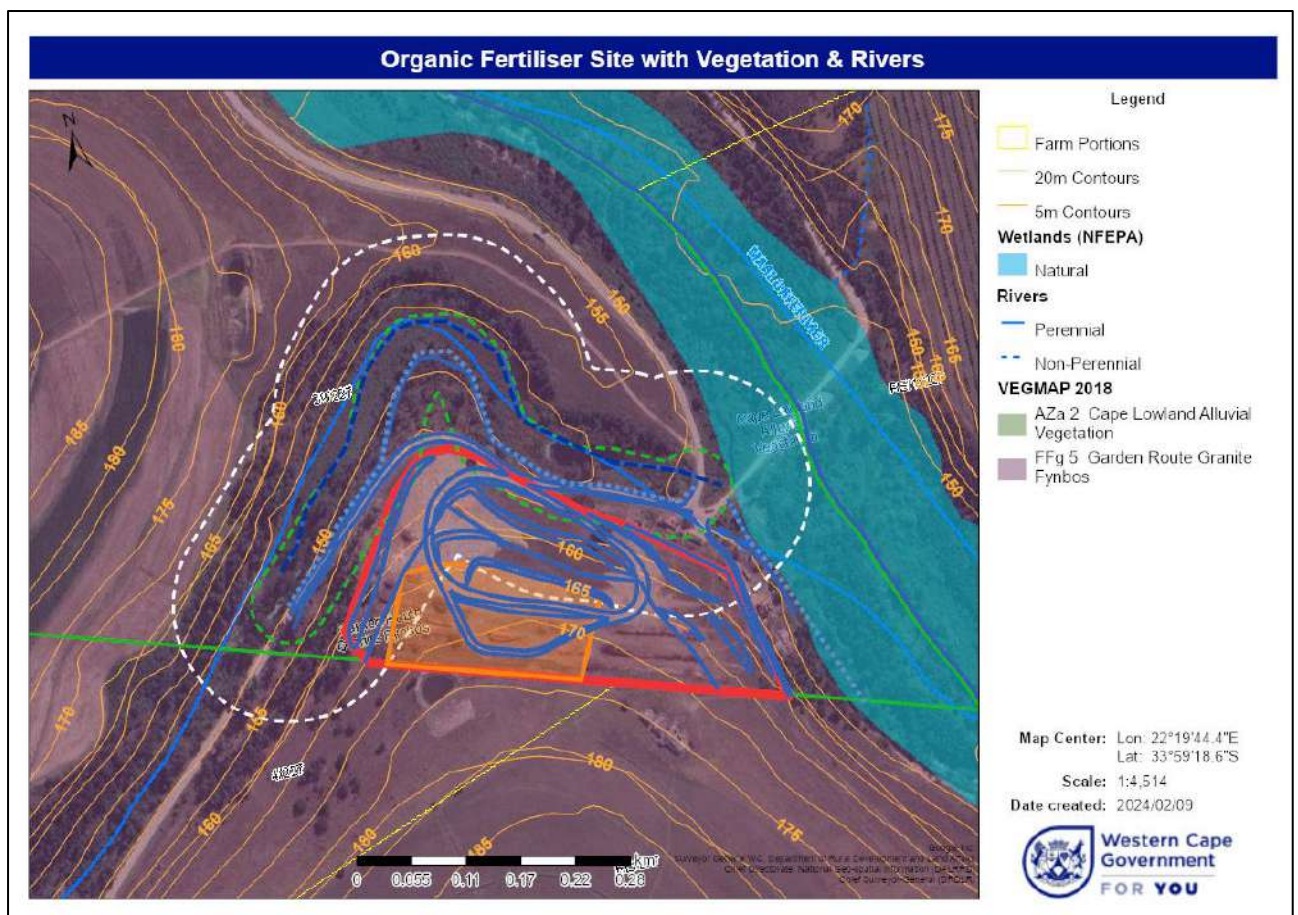 Organic Fertiliser Site with Vegetation & Rivers
N
Legend
Farm Portions
20m Contours
5m Contours
Wetlands (NFEPA)
Natural
Rivers
Perennial
Non-Perennial
VEGMAP 2018
AZa 2 Cape Lowland Alluvial
Vegetation
FFg 5 Garden Route Granite
Fynbos
170
175
170
160
160
155
165
160
150
160
160
185
180
175
165
150
160
165
170
170
165
160
180
175
180
185
km
0 0.055 0.11 0.17 0.22 0.28
Map Center: Lon: 22°19'44.4"E
Lat: 33°59'18.6"S
Scale: 1:4,514
Date created: 2024/02/09
Western Cape
Government
FOR YOU